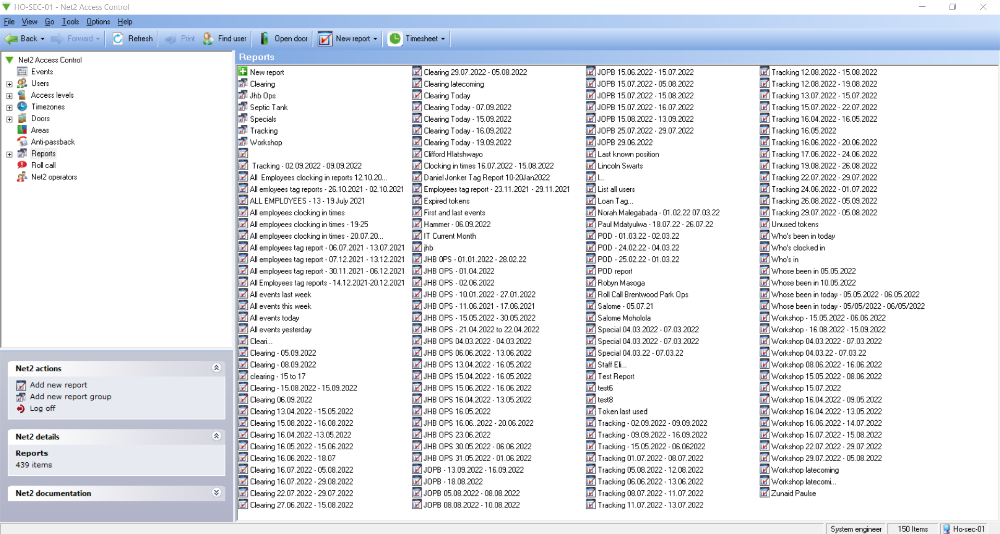 HO-SEC-01 - Net2 Access Control
File View Go Tools Options Help
Back Forward Refresh Print Find user Open door New report Timesheet
Net2 Access Control
Events
Users
Access levels
Timezones
Doors
Areas
Anti-passback
Reports
Roll call
Net2 operators
Net2 actions
Add new report
Add new report group
Log off
Net2 details
Reports
439 items
Net2 documentation
Reports
New report
Clearing
Jhb Ops
Septic Tank
Specials
Tracking
Workshop
Tracking - 02.09.2022 - 09.09.2022
All  Employees clocking in reports 12.10.20...
All emloyees tag reports - 26.10.2021 - 02.10.2021
ALL EMPLOYEES - 13 - 19 July 2021
All employees clocking in times
All employees clocking in times - 19-25
All employees clocking in times - 20.07.20...
All employees tag report - 06.07.2021 - 13.07.2021
All employees tag report - 07.12.2021 - 13.12.2021
All employees tag report - 30.11.2021 - 06.12.2021
All Employees tag reports - 14.12.2021-20.12.2021
All events last week
All events this week
All events today
All events yesterday
Cleari...
Clearing - 05.09.2022
Clearing - 08.09.2022
clearing - 15 to 17
Clearing - 15.08.2022 - 15.09.2022
Clearing 06.09.2022
Clearing 13.04.2022 - 15.05.2022
Clearing 15.08.2022 - 16.08.2022
Clearing 16.04.2022 -13.05.2022
Clearing 16.05.2022 - 15.06.2022
Clearing 16.06.2022 - 18.07
Clearing 16.07.2022 - 05.08.2022
Clearing 16.07.2022 - 29.08.2022
Clearing 22.07.2022 - 29.07.2022
Clearing 27.06.2022 - 15.08.2022
Clearing 29.07.2022 - 05.08.2022
Clearing latecoming
Clearing Today
Clearing Today - 07.09.2022
Clearing Today - 15.09.2022
Clearing Today - 16.09.2022
Clearing Today - 19.09.2022
Clifford Hlatshwayo
Clocking in times 16.07.2022 - 15.08.2022
Daniel Jonker Tag Report 10-20Jan2022
Employees tag report - 23.11.2021 - 29.11.2021
Expired tokens
First and last events
Hammer - 06.09.2022
IT Current Month
jhb
JHB 0PS - 01.01.2022 - 28.02.22
JHB OPS - 01.04.2022
JHB OPS - 02.06.2022
JHB OPS - 10.01.2022 - 27.01.2022
JHB OPS - 11.06.2021 - 17.06.2021
JHB OPS - 15.05.2022 - 30.05.2022
JHB OPS - 21.04.2022 to 22.04.2022
JHB OPS 04.03.2022 - 04.03.2022
JHB OPS 06.06.2022 - 13.06.2022
JHB OPS 13.04.2022 - 16.05.2022
JHB OPS 15.04.2022 - 16.05.2022
JHB OPS 15.06.2022 - 16.06.2022
JHB OPS 16.04.2022 - 13.05.2022
JHB OPS 16.05.2022
JHB OPS 16.06..2022 - 20.06.2022
JHB OPS 23.06.2022
JHB OPS 30.05.2022 - 06.06.2022
JHB OPS 31.05.2022 - 01.06.2022
JOPB - 13.09.2022 - 16.09.2022
JOPB - 18.08.2022
JOPB 05.08.2022 - 08.08.2022
JOPB 08.08.2022 - 10.08.2022
JOPB 15.06.2022 - 15.07.2022
JOPB 15.07.2022 - 05.08.2022
JOPB 15.07.2022 - 15.08.2022
JOPB 15.07.2022 - 16.07.2022
JOPB 15.08.2022 - 13.09.2022
JOPB 25.07.2022 - 29.07.2022
JOPB 29.06.2022
Last known position
Lincoln Swarts
l...
List all users
Loan Tag...
Norah Malegabada - 01.02.22 07.03.22
Paul Mdatyulwa - 18.07.22 - 26.07.22
POD - 01.03.22 - 02.03.22
POD - 24.02.22 - 04.03.22
POD - 25.02.22 - 01.03.22
POD report
Robyn Masoga
Roll Call Brentwood Park Ops
Salome - 05.07.21
Salome Moholola
Special 04.03.2022 - 07.03.2022
Special 04.03.2022 - 07.03.2022
Special 04.03.22 - 07.03.22
Staff Eli...
Test Report
test6
test8
Token last used
Tracking - 02.09.2022 - 09.09.2022
Tracking - 09.09.2022 - 16.09.2022
Tracking - 15.05.2022 - 06.062022
Tracking 01.07.2022 - 08.07.2022
Tracking 05.08.2022 - 12.08.2022
Tracking 06.06.2022 - 13.06.2022
Tracking 08.07.2022 - 11.07.2022
Tracking 11.07.2022 - 13.07.2022
Tracking 12.08.2022 - 15.08.2022
Tracking 12.08.2022 - 19.08.2022
Tracking 13.07.2022 - 15.07.2022
Tracking 15.07.2022 - 22.07.2022
Tracking 16.04.2022 - 16.05.2022
Tracking 16.05.2022
Tracking 16.06.2022 - 20.06.2022
Tracking 17.06.2022 - 24.06.2022
Tracking 19.08.2022 - 26.08.2022
Tracking 22.07.2022 - 29.07.2022
Tracking 24.06.2022 - 01.07.2022
Tracking 26.08.2022 - 05.09.2022
Tracking 29.07.2022 - 05.08.2022
Unused tokens
Who's been in today
Who's clocked in
Who's in
Whose been in 05.05.2022
Whose been in 10.05.2022
Whose been in today - 05.05.2022 - 06.05.2022
Whose been in today - 05/05/2022 - 06/05/2022
Workshop - 15.05.2022 - 06.06.2022
Workshop - 16.08.2022 - 15.09.2022
Workshop 04.03.2022 - 07.03.2022
Workshop 04.03.22 - 07.03.22
Workshop 08.06.2022 - 16.06.2022
Workshop 15.05.2022 - 08.06.2022
Workshop 15.07.2022
Workshop 16.04.2022 - 09.05.2022
Workshop 16.04.2022 - 13.05.2022
Workshop 16.06.2022 - 14.07.2022
Workshop 16.07.2022 - 15.08.2022
Workshop 22.07.2022 - 29.07.2022
Workshop 29.07.2022 - 05.08.2022
Workshop latecoming
Workshop latecomi...
Zunaid Paulse
System engineer 150 Items Ho-sec-01